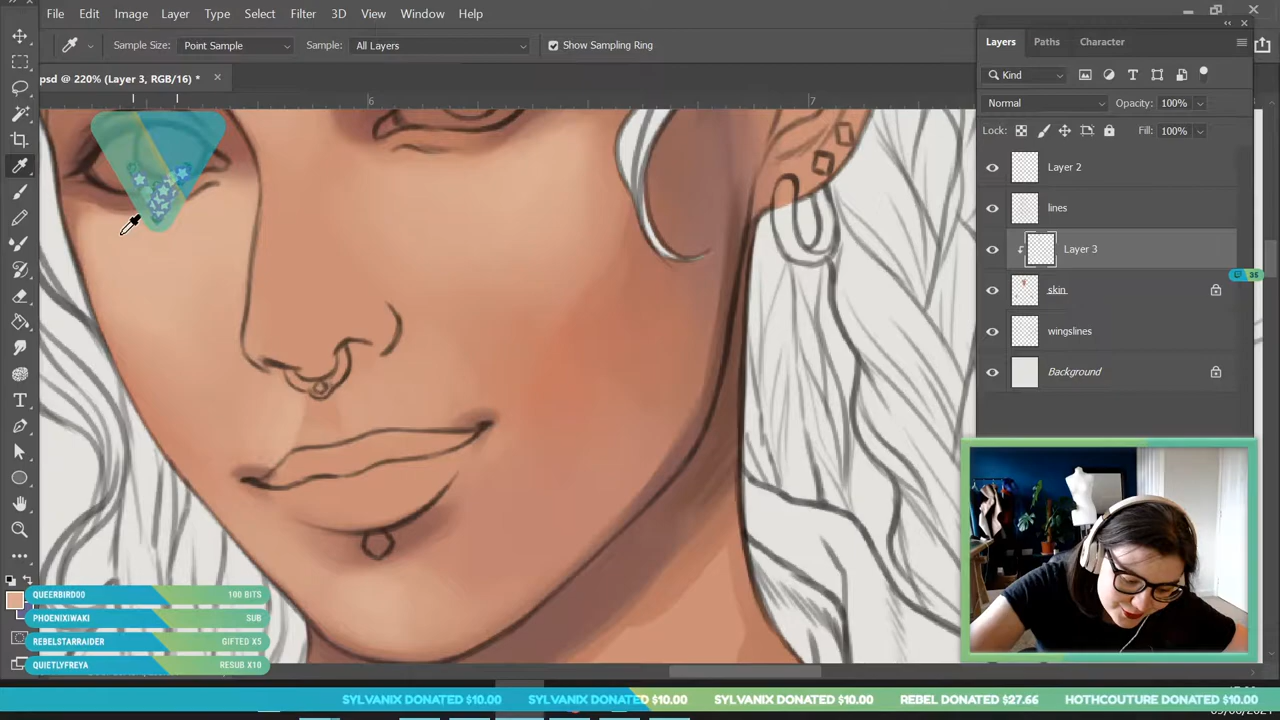 File Edit Image Layer Type Select Filter 3D View Window Help
Sample Size: Point Sample Sample: All Layers Show Sampling Ring
psd @ 220% (Layer 3, RGB/16) *
6 7
Layers Paths Character
Kind
Normal Opacity: 100%
Lock: Fill: 100%
Layer 2
lines
Layer 3
35
skin
wingslines
Background
QUEERBIRD00 100 BITS
PHOENIXIWAKI SUB
REBELSTARRAIDER GIFTED X5
QUIETLYFREYA RESUB X10
SYLVANIX DONATED $10.00 SYLVANIX DONATED $10.00 SYLVANIX DONATED $10.00 REBEL DONATED $27.66 HOTHCOUTURE DONATED $10.00